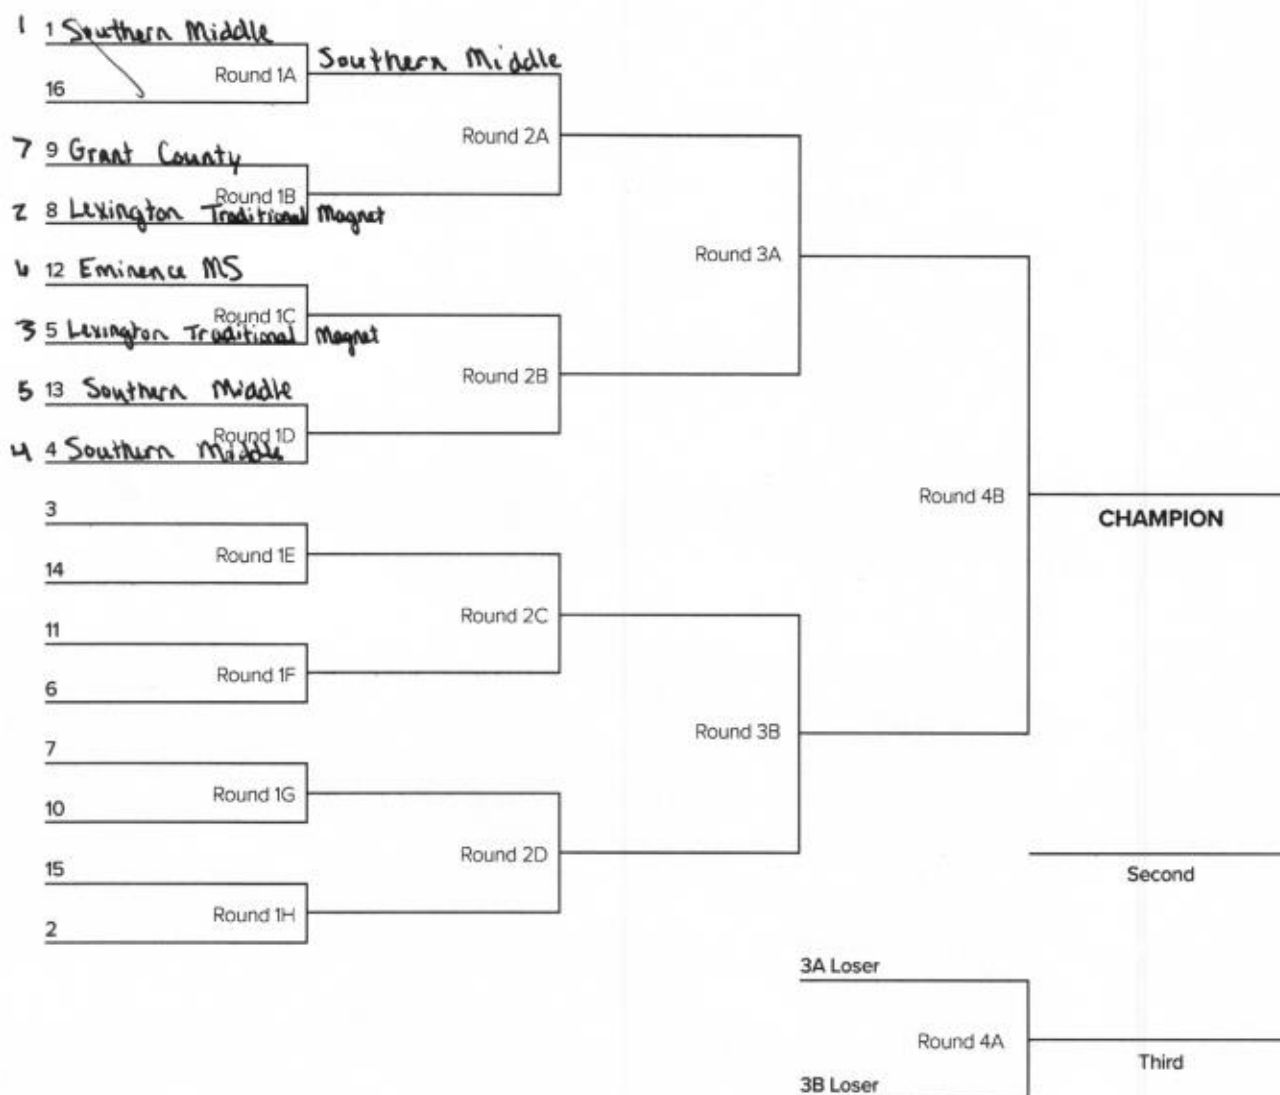 1 1 Southern Middle
Southern Middle
Round 1A
16
Round 2A
7 9 Grant County
Round 1B
2 8 Lexington Traditional Magnet
Round 3A
6 12 Eminence MS
Round 1C
3 5 Lexington Traditional Magnet
Round 2B
5 13 Southern Middle
Round 1D
4 4 Southern Middle
Round 4B
CHAMPION
3
Round 1E
14
Round 2C
11
Round 1F
6
Round 3B
7
Round 1G
10
Round 2D
15
Second
Round 1H
2
3A Loser
Round 4A
Third
3B Loser